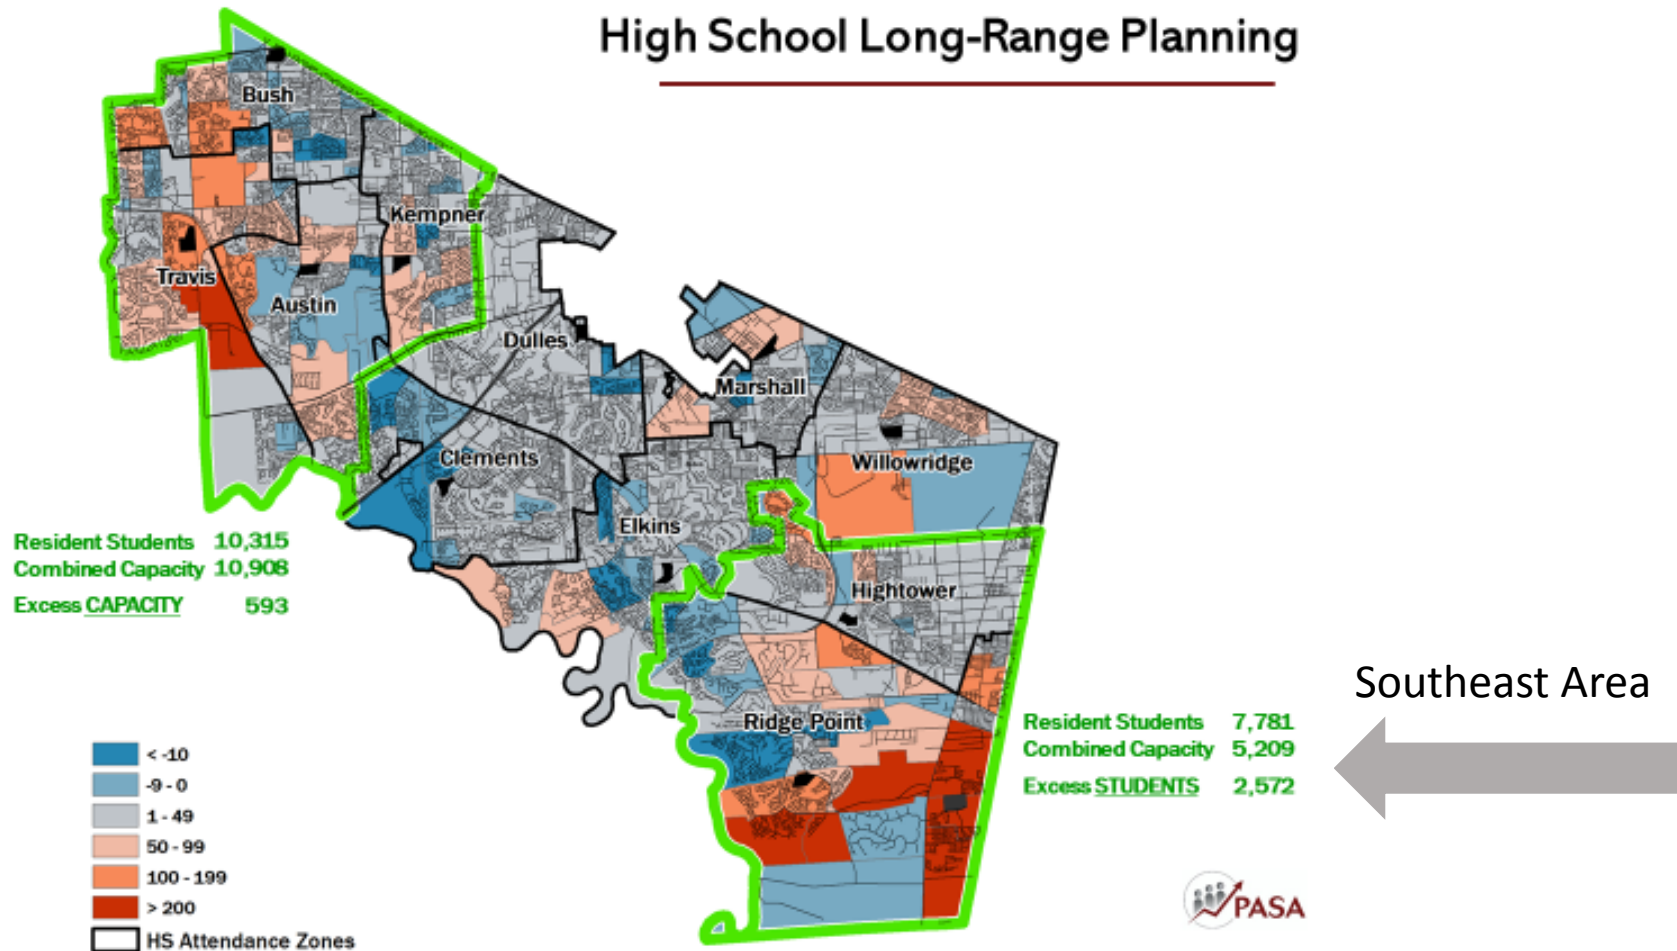 High School Long-Range Planning
Bush
Kempner
Travis
Austin
Dulles
Marshall
Clements
Willowridge
Elkins
Hightower
Ridge Point
Resident Students 10,315
Combined Capacity 10,908
Excess CAPACITY 593
Southeast Area
Resident Students 7,781
Combined Capacity 5,209
Excess STUDENTS 2,572
< -10
-9 - 0
1 - 49
50 - 99
100 - 199
> 200
HS Attendance Zones
PASA